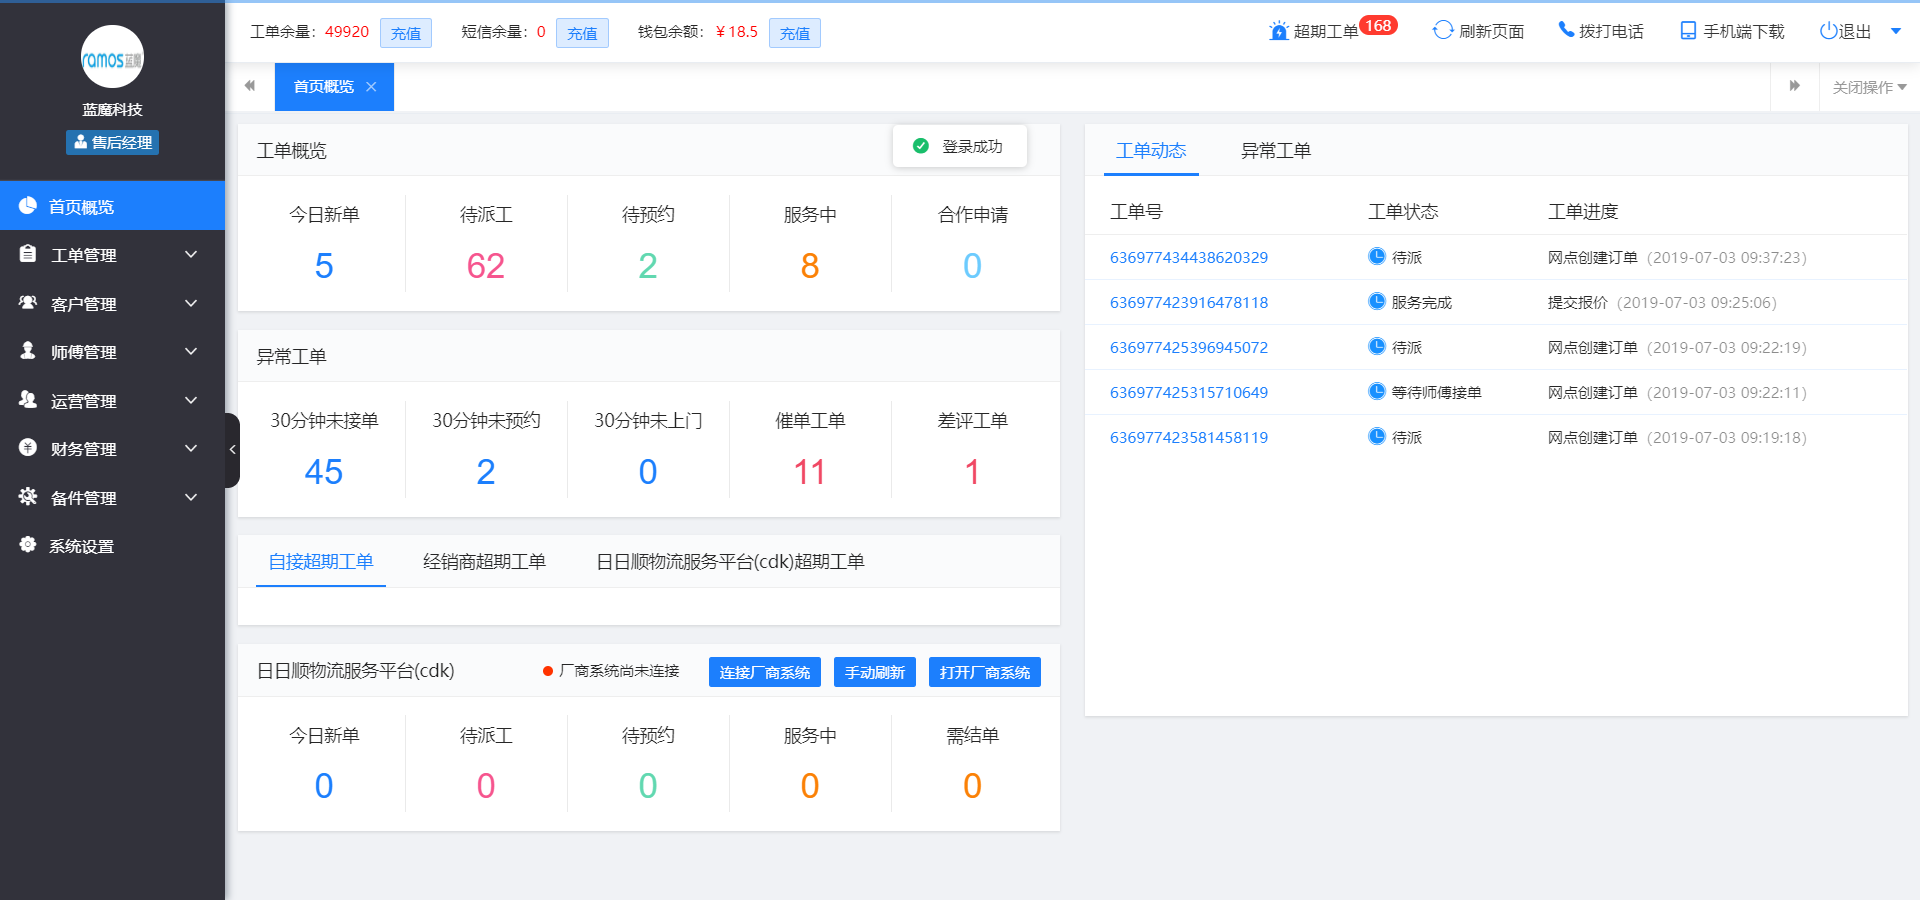 工单余量：49920 充值 短信余量：0 充值 钱包余额：￥18.5 充值
超期工单 168 刷新页面 拨打电话 手机端下载 退出
ramos蓝魔
蓝魔科技
售后经理
首页概览
工单管理
客户管理
师傅管理
运营管理
财务管理
备件管理
系统设置
首页概览
关闭操作
工单概览
登录成功
今日新单 待派工 待预约 服务中 合作申请
5 62 2 8 0
异常工单
30分钟未接单 30分钟未预约 30分钟未上门 催单工单 差评工单
45 2 0 11 1
自接超期工单 经销商超期工单 日日顺物流服务平台(cdk)超期工单
日日顺物流服务平台(cdk) 厂商系统尚未连接 连接厂商系统 手动刷新 打开厂商系统
今日新单 待派工 待预约 服务中 需结单
0 0 0 0 0
工单动态 异常工单
工单号 工单状态 工单进度
636977434438620329 待派 网点创建订单 (2019-07-03 09:37:23)
636977423916478118 服务完成 提交报价 (2019-07-03 09:25:06)
636977425396945072 待派 网点创建订单 (2019-07-03 09:22:19)
636977425315710649 等待师傅接单 网点创建订单 (2019-07-03 09:22:11)
636977423581458119 待派 网点创建订单 (2019-07-03 09:19:18)